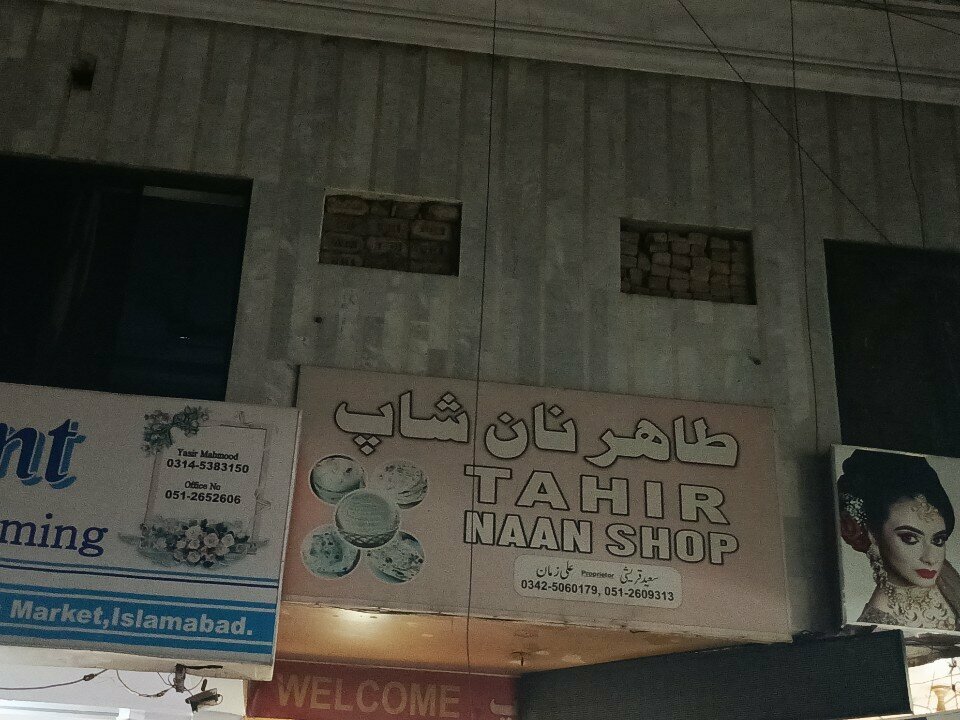 nt
Yasir Mahmood
0314-5383150
Office No
051-2652606
ming
Market,Islamabad.
طاہر نان شاپ
TAHIR
NAAN SHOP
سعید قریشی Proprietor علی زمان
0342-5060179, 051-2609313
WELCOME